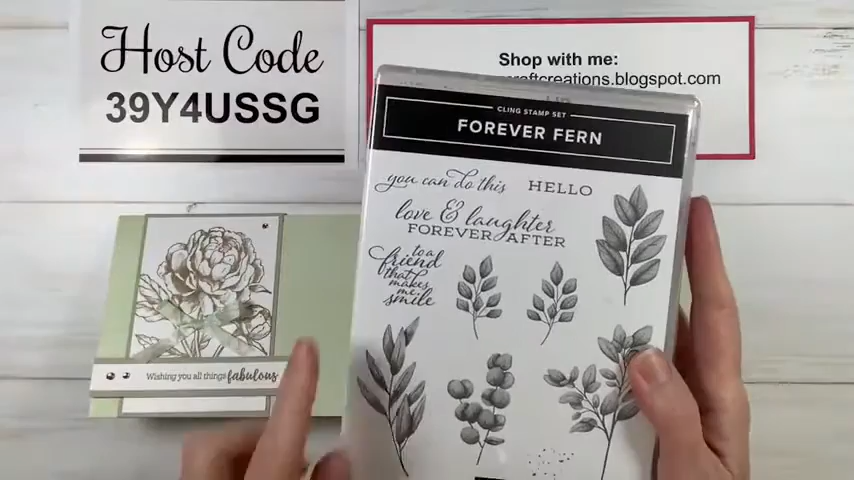 Host Code
39Y4USSG
Shop with me:
craftcreations.blogspot.com
CLING STAMP SET
FOREVER FERN
you can do this HELLO
love & laughter
FOREVER AFTER
to a
friend
that
makes
me
smile
Wishing you all things fabulous